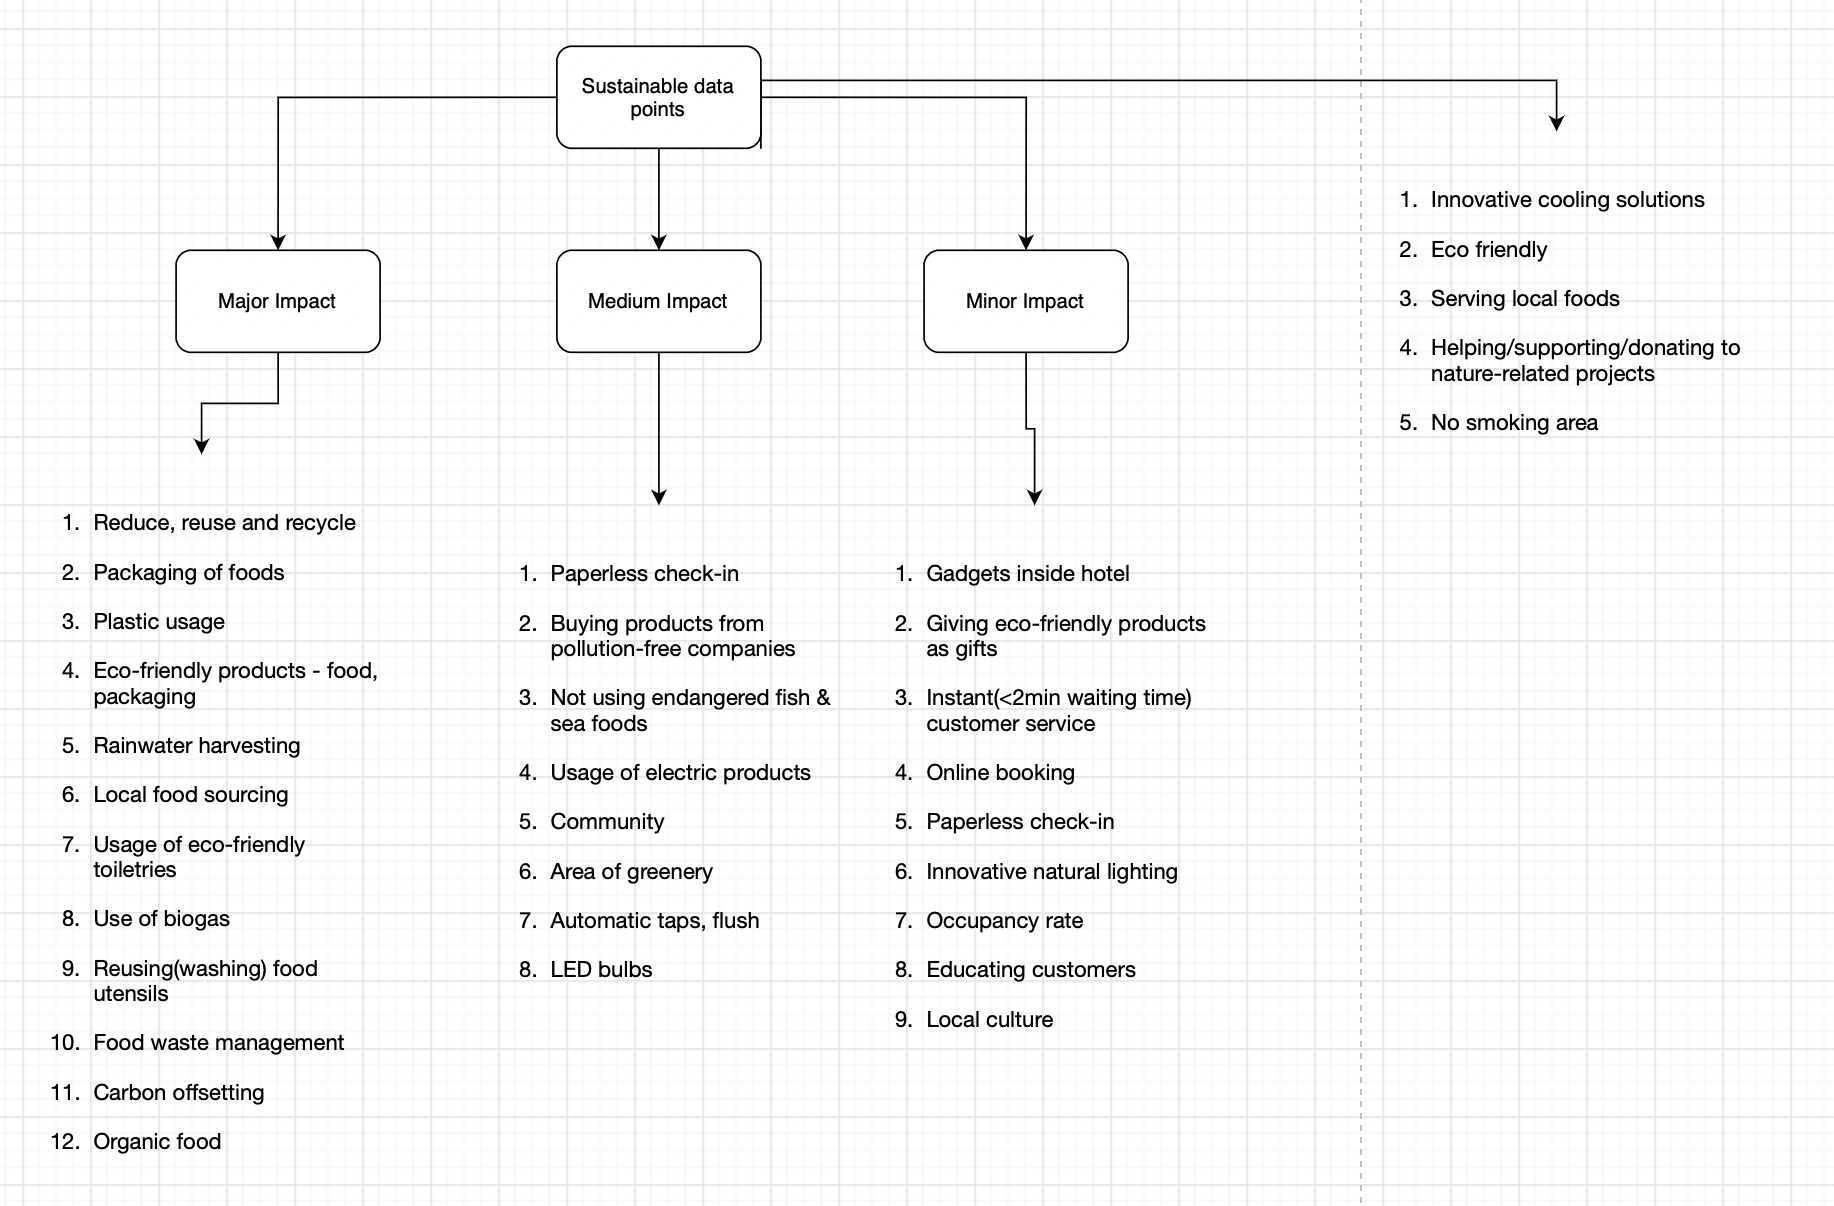 Sustainable data
points
Major Impact
Medium Impact
Minor Impact
1. Innovative cooling solutions
2. Eco friendly
3. Serving local foods
4. Helping/supporting/donating to
nature-related projects
5. No smoking area
1. Reduce, reuse and recycle
2. Packaging of foods
3. Plastic usage
4. Eco-friendly products - food,
packaging
5. Rainwater harvesting
6. Local food sourcing
7. Usage of eco-friendly
toiletries
8. Use of biogas
9. Reusing(washing) food
utensils
10. Food waste management
11. Carbon offsetting
12. Organic food
1. Paperless check-in
2. Buying products from
pollution-free companies
3. Not using endangered fish &
sea foods
4. Usage of electric products
5. Community
6. Area of greenery
7. Automatic taps, flush
8. LED bulbs
1. Gadgets inside hotel
2. Giving eco-friendly products
as gifts
3. Instant(<2min waiting time)
customer service
4. Online booking
5. Paperless check-in
6. Innovative natural lighting
7. Occupancy rate
8. Educating customers
9. Local culture